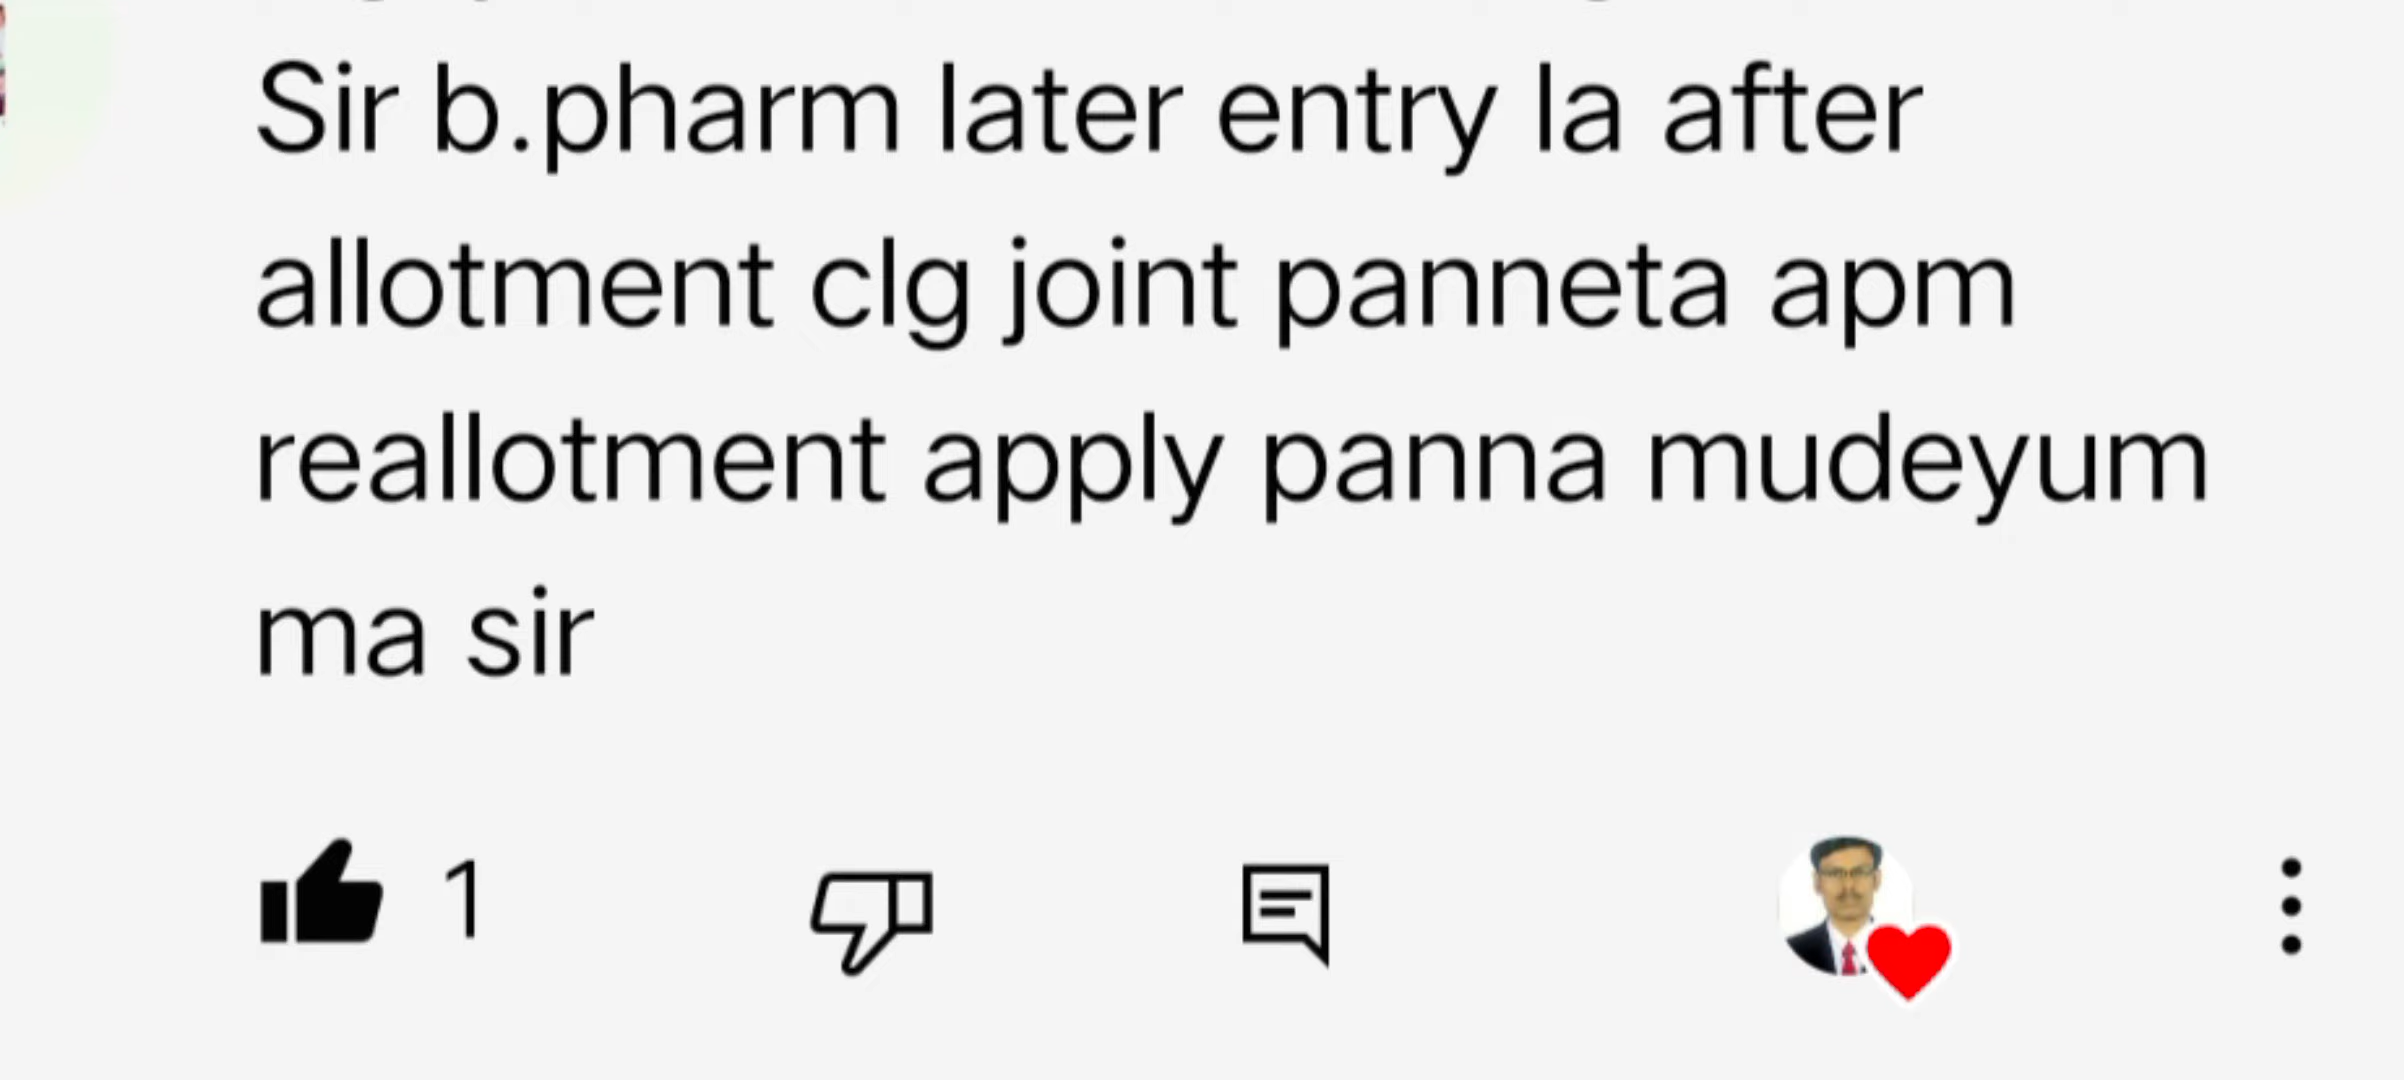 Sir b.pharm later entry la after
allotment clg joint panneta apm
reallotment apply panna mudeyum
ma sir
1